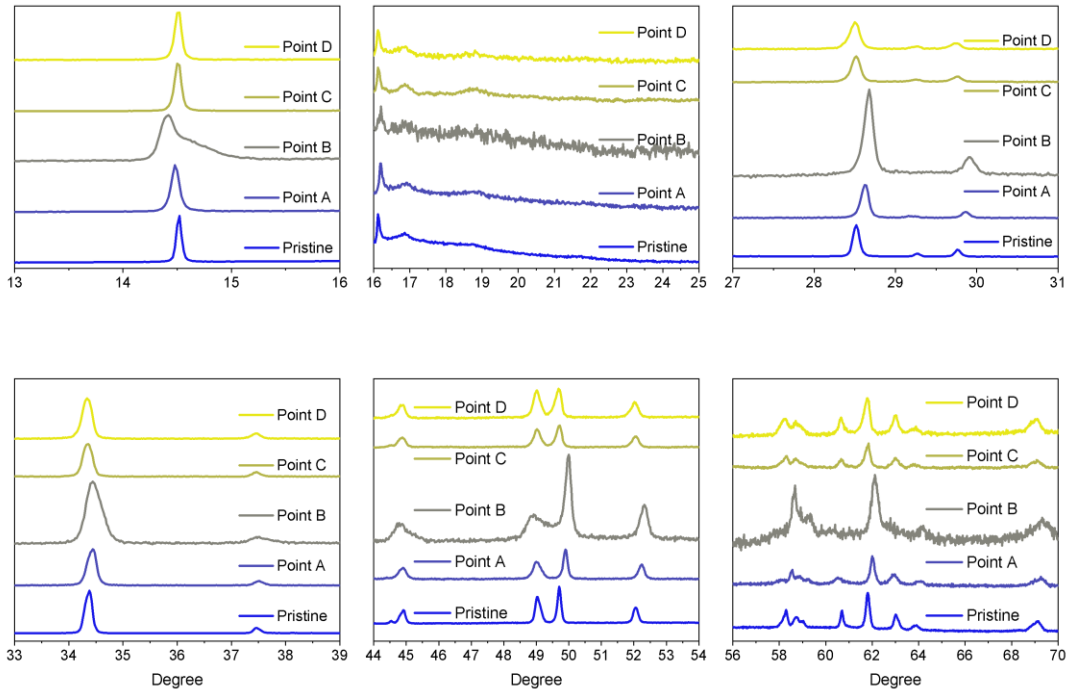 Point D
Point C
Point B
Point A
Pristine
13 14 15 16
Point D
Point C
Point B
Point A
Pristine
16 17 18 19 20 21 22 23 24 25
Point D
Point C
Point B
Point A
Pristine
27 28 29 30 31
Point D
Point C
Point B
Point A
Pristine
33 34 35 36 37 38 39
Degree
Point D
Point C
Point B
Point A
Pristine
44 45 46 47 48 49 50 51 52 53 54
Degree
Point D
Point C
Point B
Point A
Pristine
56 58 60 62 64 66 68 70
Degree